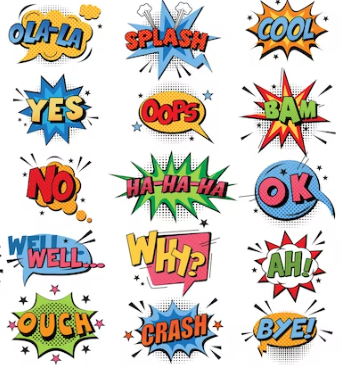 OLA-LA
SPLASH
COOL
YES
OOPS
BAM
NO
HA-HA-HA
OK
WELL,
WELL...
WHY?
AH!
OUCH
CRASH
BYE!